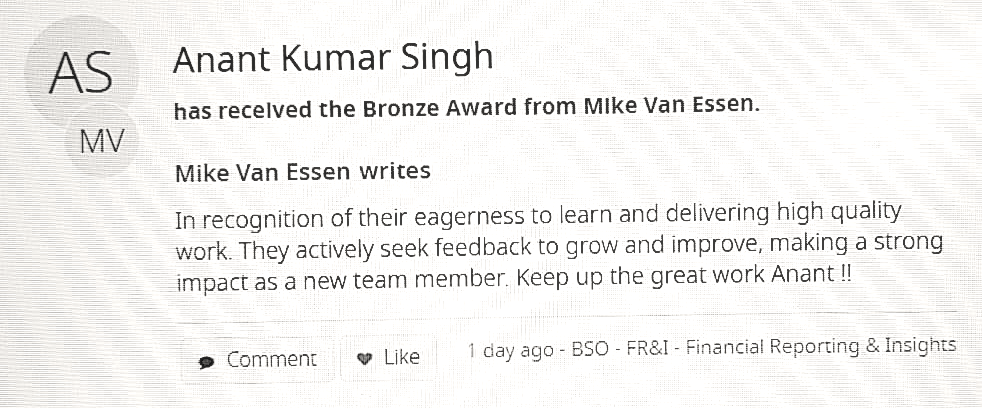 AS
MV
Anant Kumar Singh
has received the Bronze Award from Mike Van Essen.
Mike Van Essen writes
In recognition of their eagerness to learn and delivering high quality
work. They actively seek feedback to grow and improve, making a strong
impact as a new team member. Keep up the great work Anant !!
Comment Like 1 day ago - BSO - FR&I - Financial Reporting & Insights